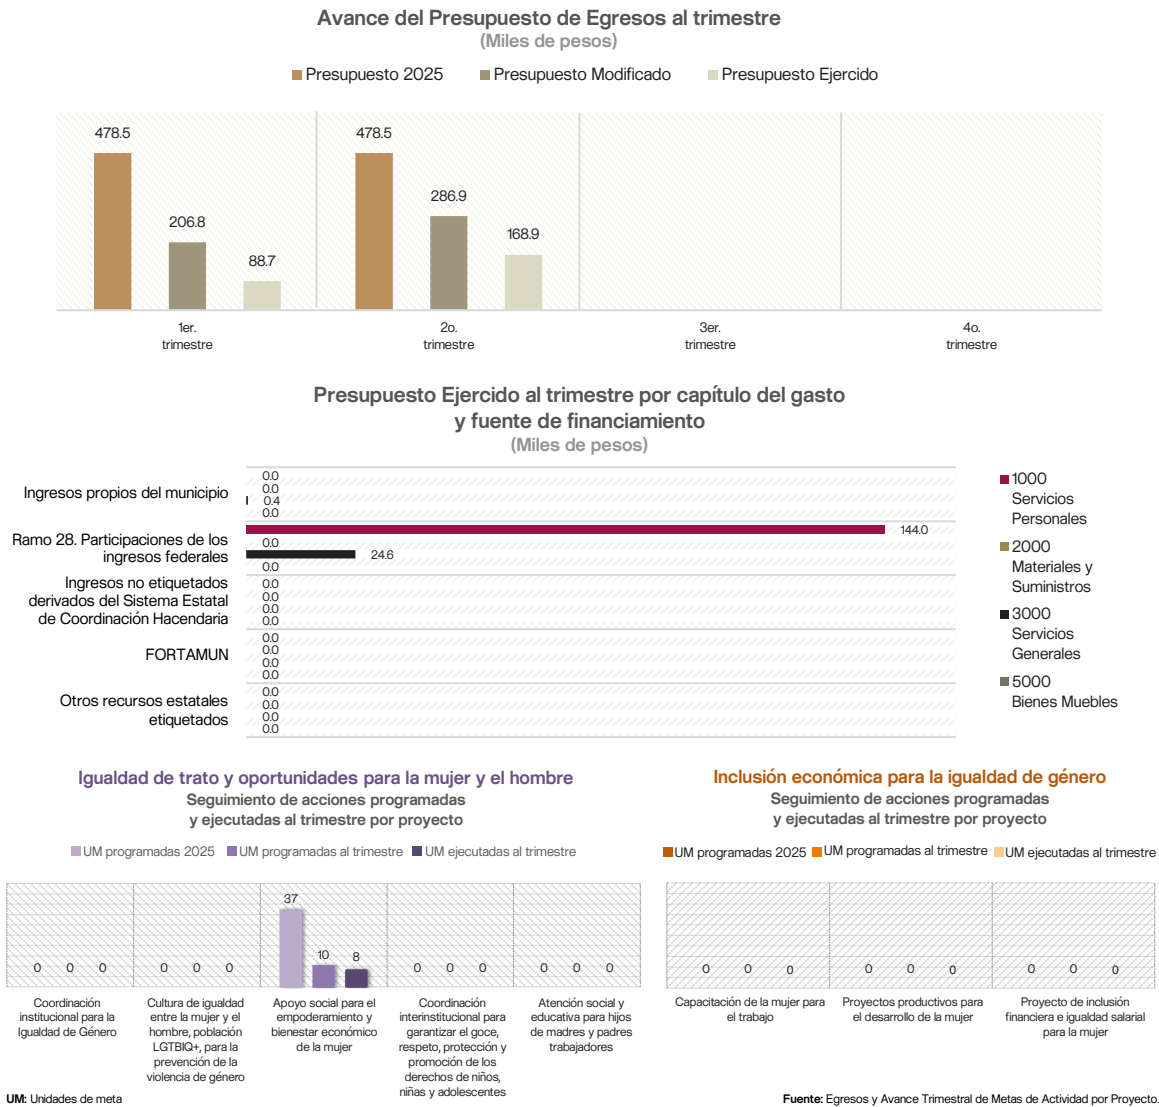 Avance del Presupuesto de Egresos al trimestre
(Miles de pesos)
Presupuesto 2025 Presupuesto Modificado Presupuesto Ejercido
478.5 478.5
206.8 286.9
88.7 168.9
1er. 2o. 3er. 4o.
trimestre trimestre trimestre trimestre
Presupuesto Ejercido al trimestre por capítulo del gasto
y fuente de financiamiento
(Miles de pesos)
Ingresos propios del municipio
0.0
0.0
0.4
0.0
Ramo 28. Participaciones de los
ingresos federales
144.0
0.0
24.6
0.0
Ingresos no etiquetados
derivados del Sistema Estatal
de Coordinación Hacendaria
0.0
0.0
0.0
0.0
FORTAMUN
0.0
0.0
0.0
0.0
Otros recursos estatales
etiquetados
0.0
0.0
0.0
0.0
1000
Servicios
Personales
2000
Materiales y
Suministros
3000
Servicios
Generales
5000
Bienes Muebles
Igualdad de trato y oportunidades para la mujer y el hombre
Seguimiento de acciones programadas
y ejecutadas al trimestre por proyecto
UM programadas 2025 UM programadas al trimestre UM ejecutadas al trimestre
0 0 0 0 0 0 37 10 8 0 0 0 0 0 0
Coordinación
institucional para la
Igualdad de Género
Cultura de igualdad
entre la mujer y el
hombre, población
LGTBIQ+, para la
prevención de la
violencia de género
Apoyo social para el
empoderamiento y
bienestar económico
de la mujer
Coordinación
interinstitucional para
garantizar el goce,
respeto, protección y
promoción de los
derechos de niños,
niñas y adolescentes
Atención social y
educativa para hijos
de madres y padres
trabajadores
Inclusión económica para la igualdad de género
Seguimiento de acciones programadas
y ejecutadas al trimestre por proyecto
UM programadas 2025 UM programadas al trimestre UM ejecutadas al trimestre
0 0 0 0 0 0 0 0 0
Capacitación de la mujer para
el trabajo
Proyectos productivos para
el desarrollo de la mujer
Proyecto de inclusión
financiera e igualdad salarial
para la mujer
UM: Unidades de meta
Fuente: Egresos y Avance Trimestral de Metas de Actividad por Proyecto.